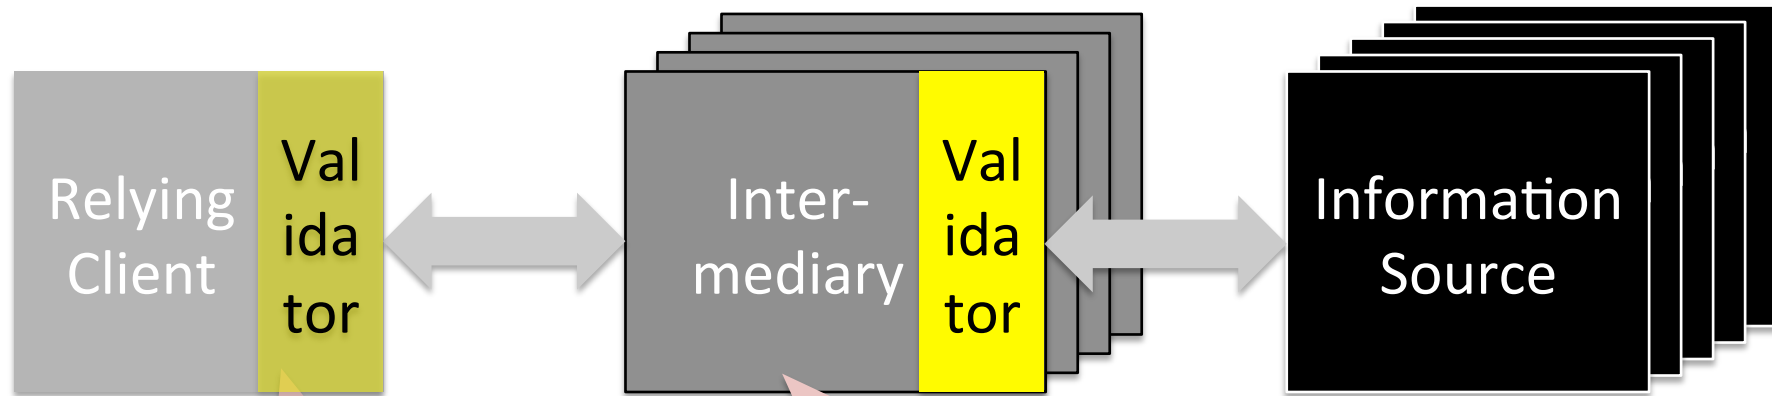 Relying
Client
Val
ida
tor
Inter-
mediary
Val
ida
tor
Information
Source